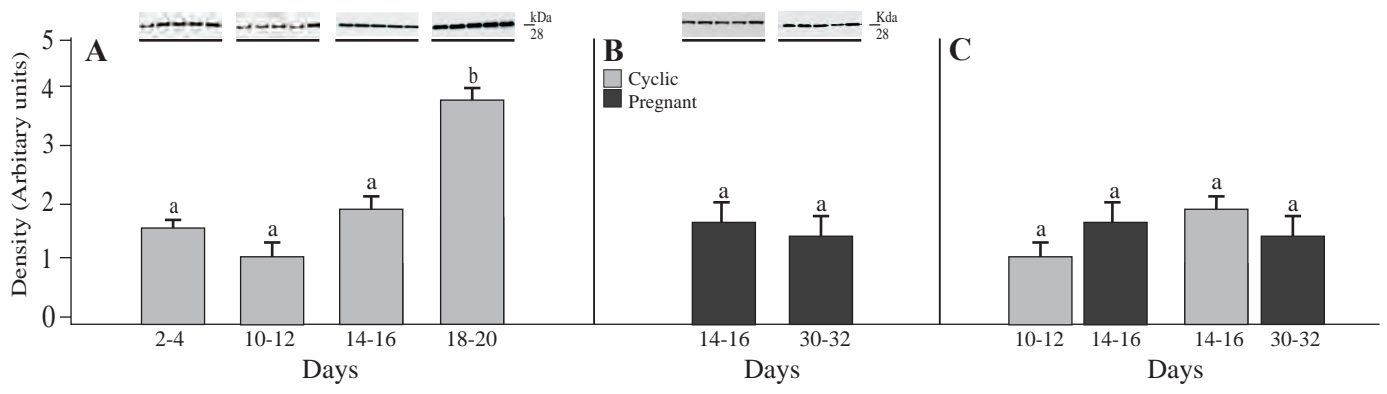 kDa
28
Kda
28
A
B
C
Cyclic
Pregnant
Density (Arbitary units)
5
4
3
2
1
0
a
a
a
b
a
a
a
a
a
a
2-4
10-12
14-16
18-20
14-16
30-32
10-12
14-16
14-16
30-32
Days
Days
Days